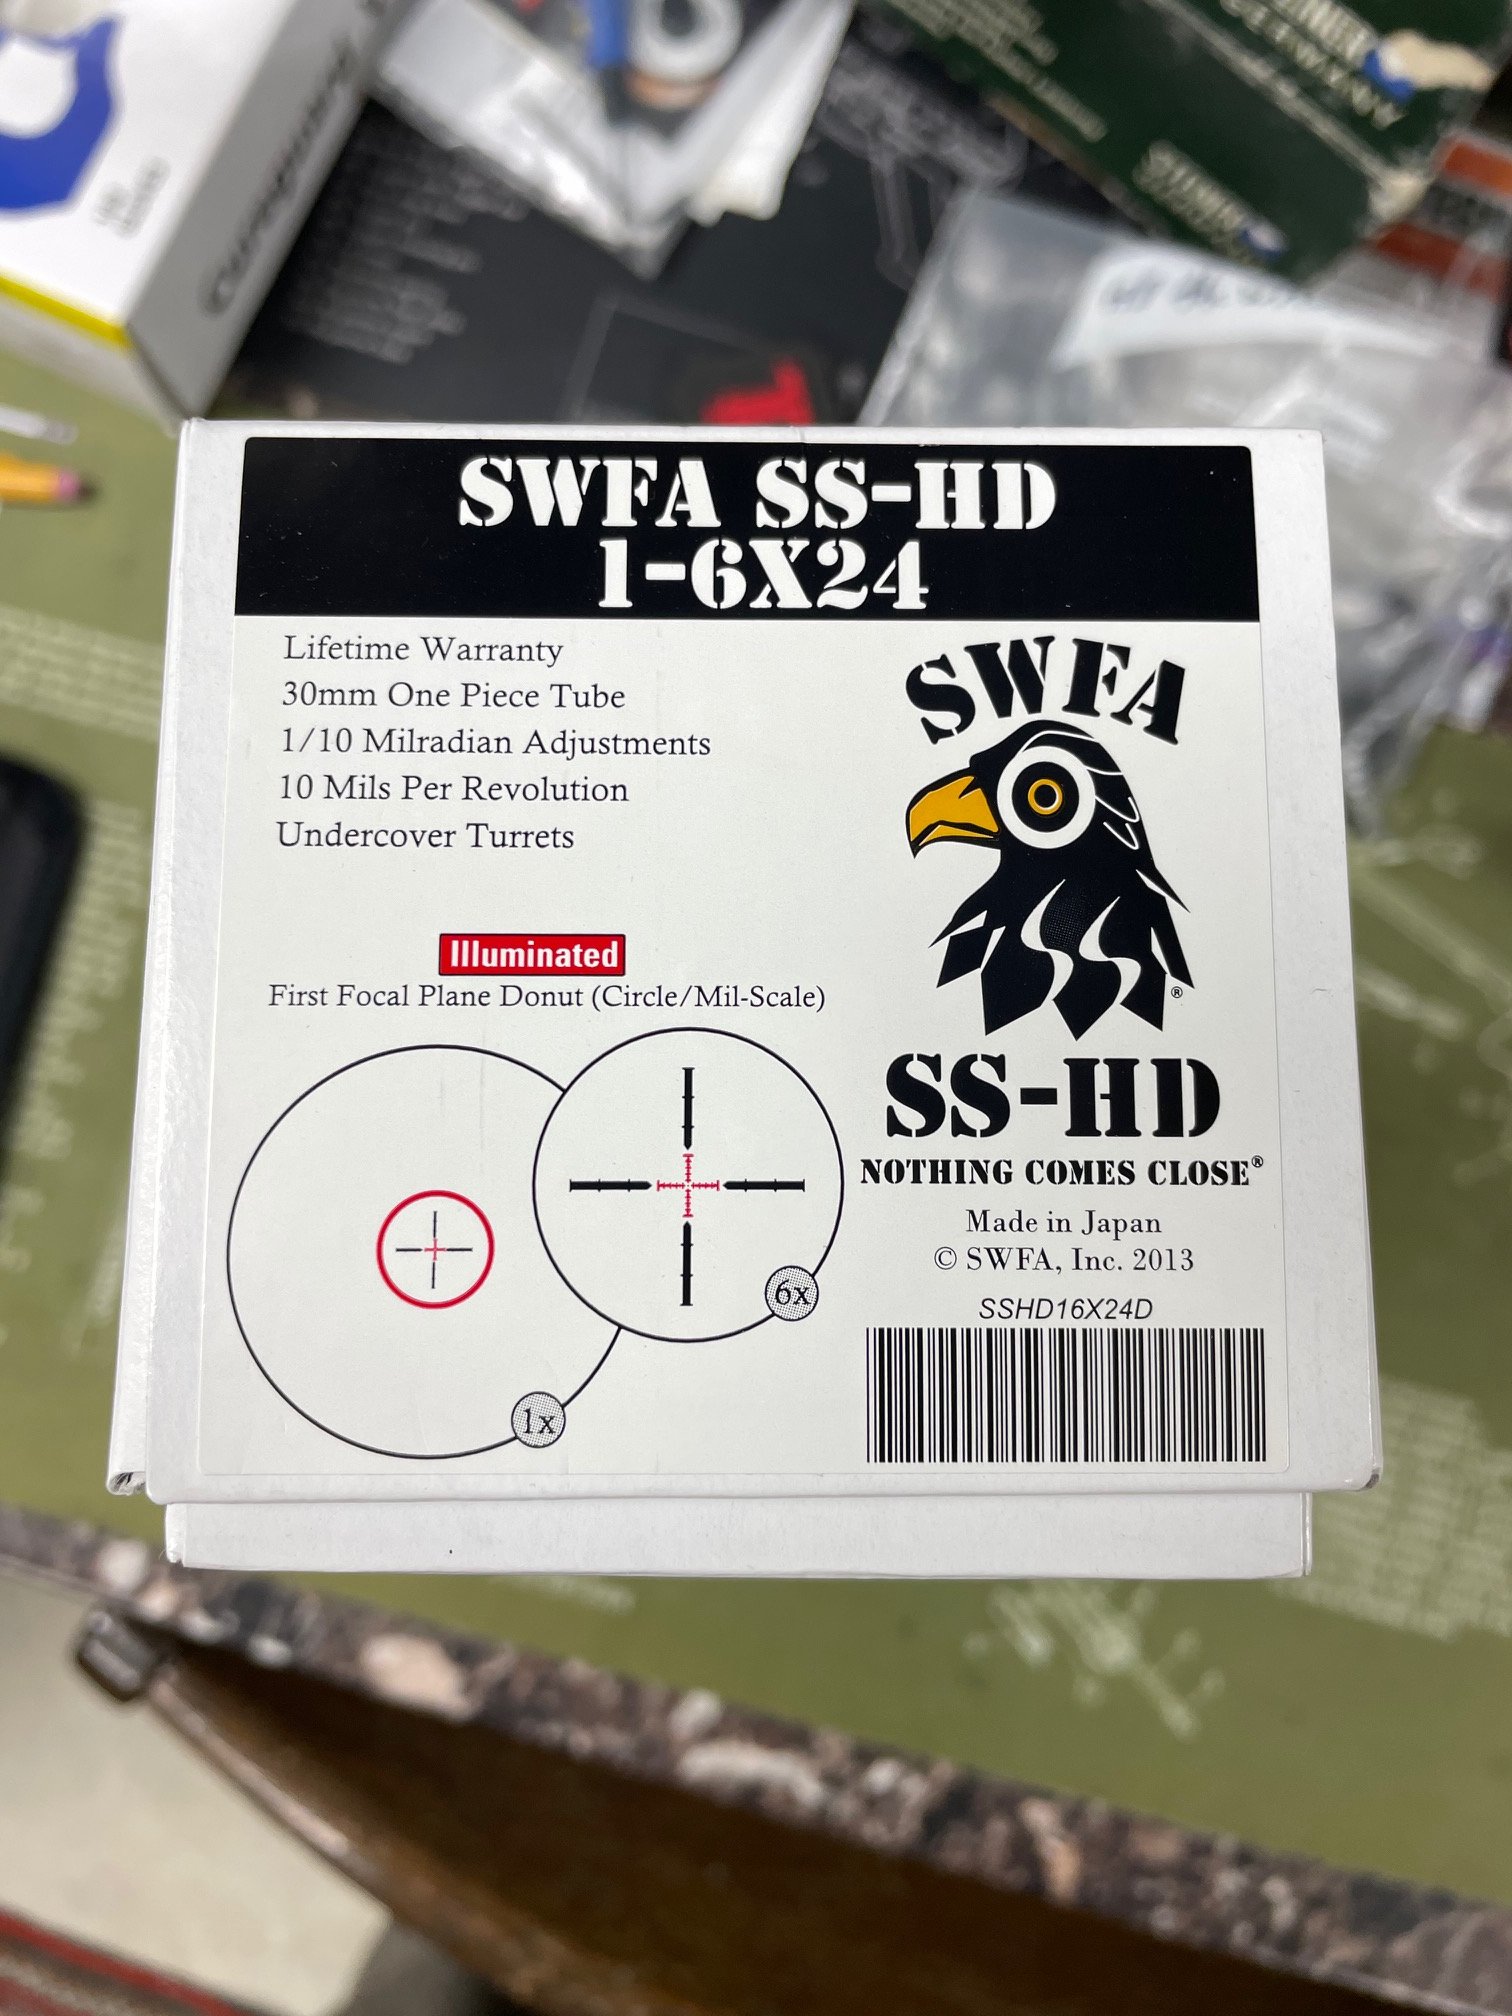 SWFA SS-HD
1-6X24
Lifetime Warranty
30mm One Piece Tube
1/10 Milradian Adjustments
10 Mils Per Revolution
Undercover Turrets
Illuminated
First Focal Plane Donut (Circle/Mil-Scale)
1x
6x
SWFA
®
SS-HD
NOTHING COMES CLOSE®
Made in Japan
© SWFA, Inc. 2013
SSHD16X24D